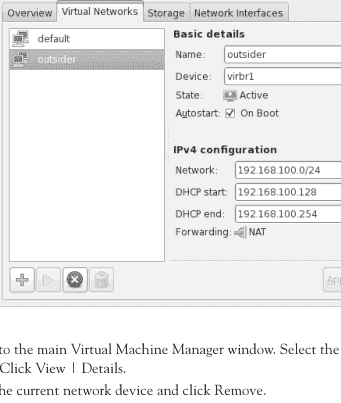 Overview Virtual Networks Storage Network Interfaces
default
outsider
Basic details
Name: outsider
Device: virbr1
State: Active
Autostart: On Boot
IPv4 configuration
Network: 192.168.100.0/24
DHCP start: 192.168.100.128
DHCP end: 192.168.100.254
Forwarding: NAT
to the main Virtual Machine Manager window. Select the
Click View | Details.
he current network device and click Remove.